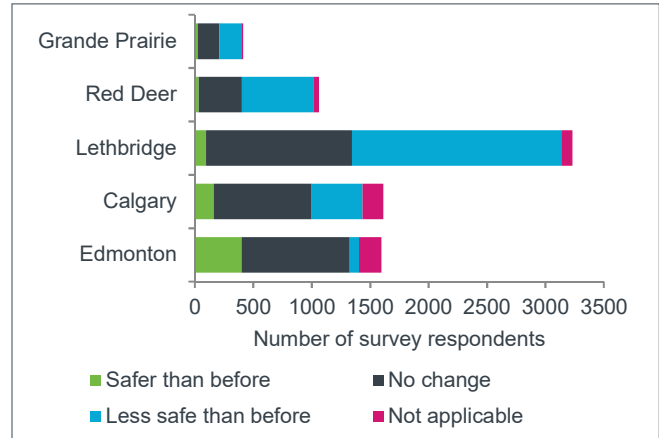 Grande Prairie
Red Deer
Lethbridge
Calgary
Edmonton
0 500 1000 1500 2000 2500 3000 3500
Number of survey respondents
Safer than before No change
Less safe than before Not applicable